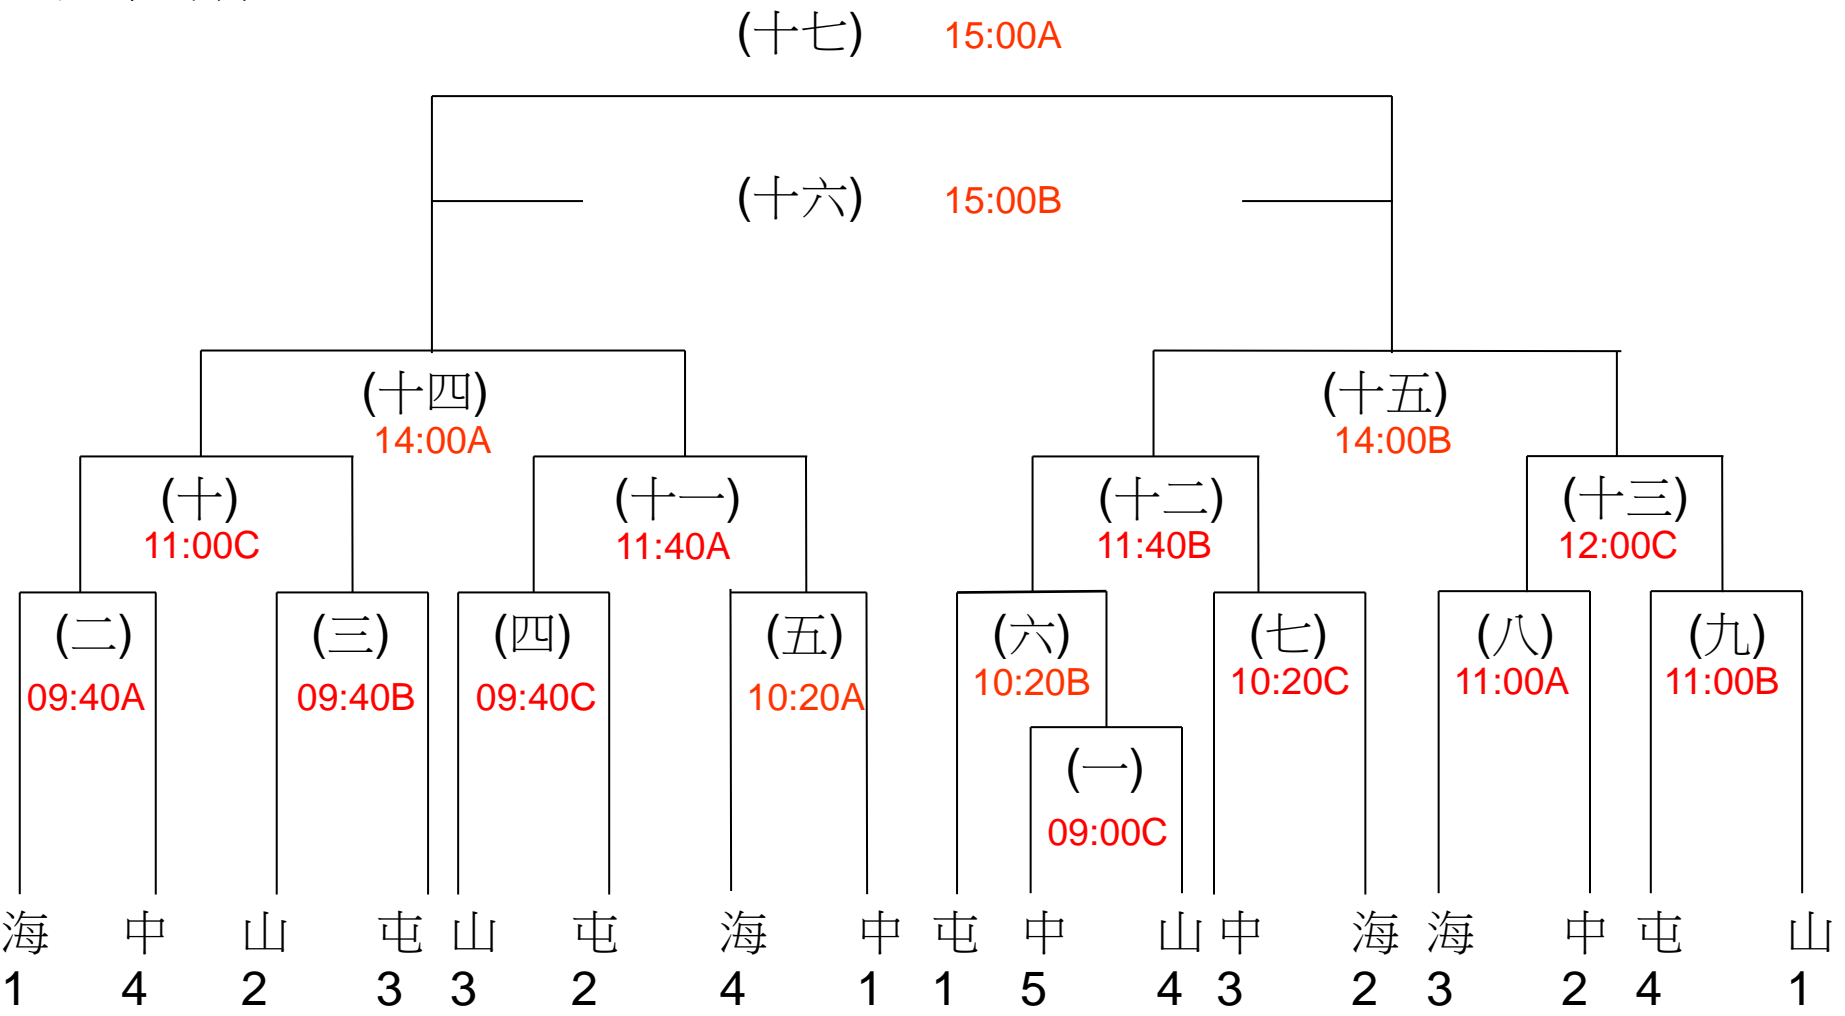 (十七) 15:00A
(十六) 15:00B
(十四) (十五)
14:00A 14:00B
(十) (十一) (十二) (十三)
11:00C 11:40A 11:40B 12:00C
(二) (三) (四) (五) (六) (七) (八) (九)
09:40A 09:40B 09:40C 10:20A 10:20B 10:20C 11:00A 11:00B
(一)
09:00C
海 中 山 屯 山 屯 海 中 屯 中 山 中 海 海 中 屯 山
1 4 2 3 3 2 4 1 1 5 4 3 2 3 2 4 1